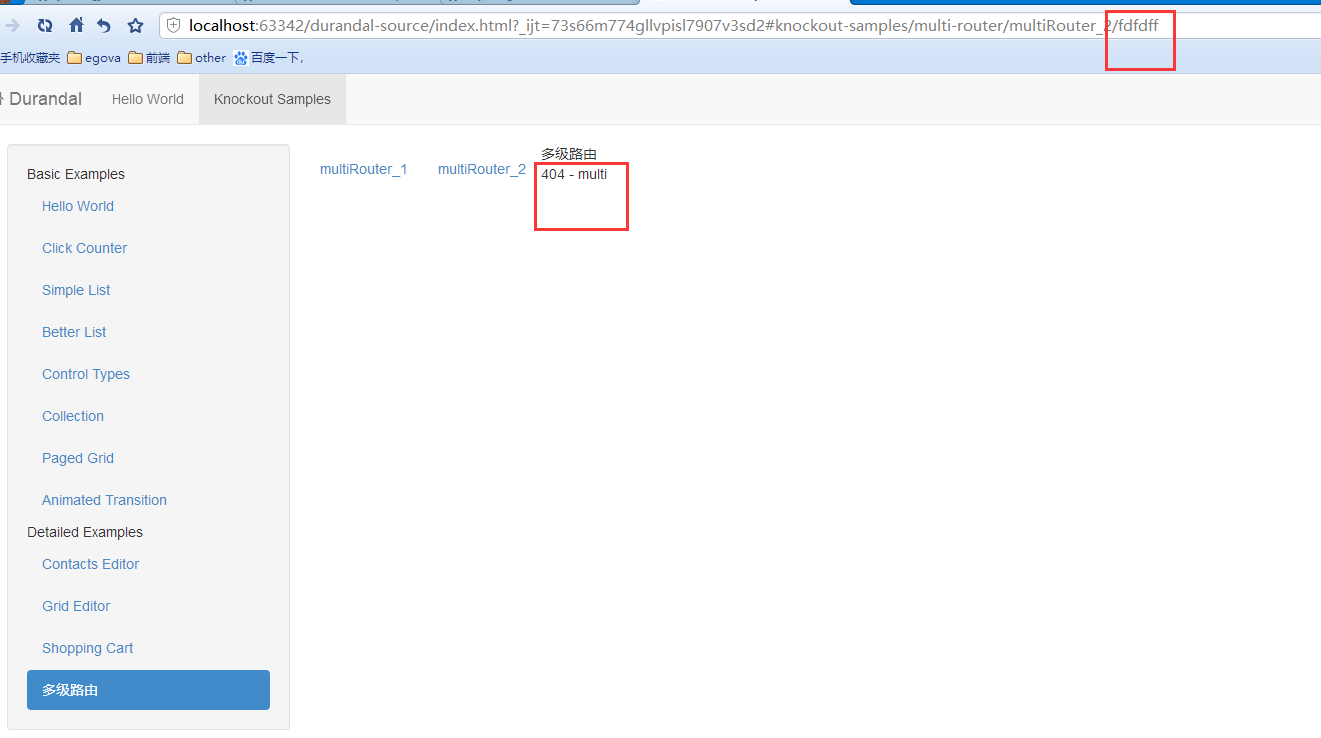 localhost:63342/durandal-source/index.html?_ijt=73s66m774gllvpisl7907v3sd2#knockout-samples/multi-router/multiRouter_2/fdfdff
手机收藏夹 egova 前端 other 百度一下,
Durandal Hello World Knockout Samples
Basic Examples
Hello World
Click Counter
Simple List
Better List
Control Types
Collection
Paged Grid
Animated Transition
Detailed Examples
Contacts Editor
Grid Editor
Shopping Cart
多级路由
multiRouter_1 multiRouter_2
多级路由
404 - multi